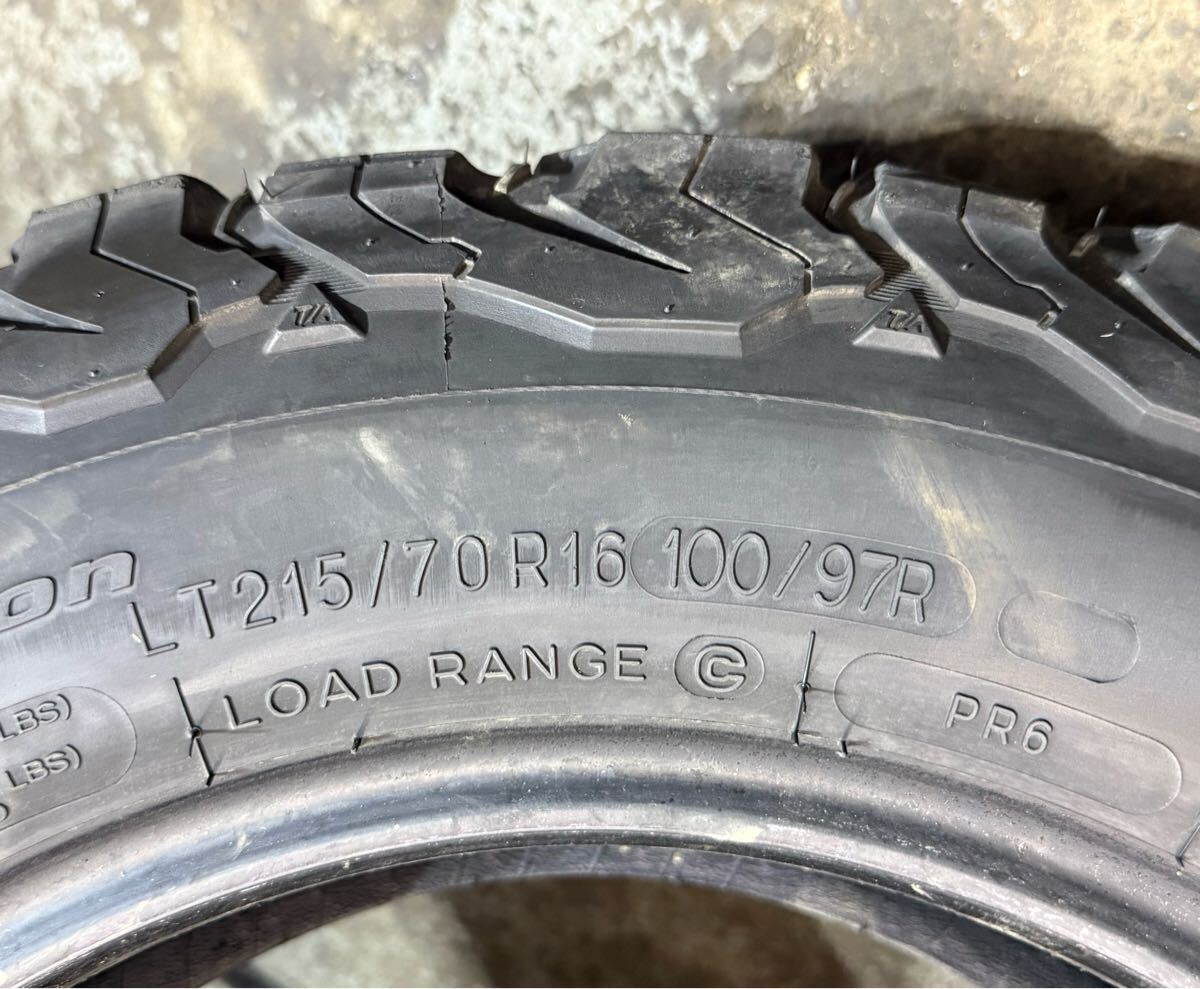 T/A
T/A
LT215/70R16 100/97R
LOAD RANGE C
PR6
LBS)
LBS)